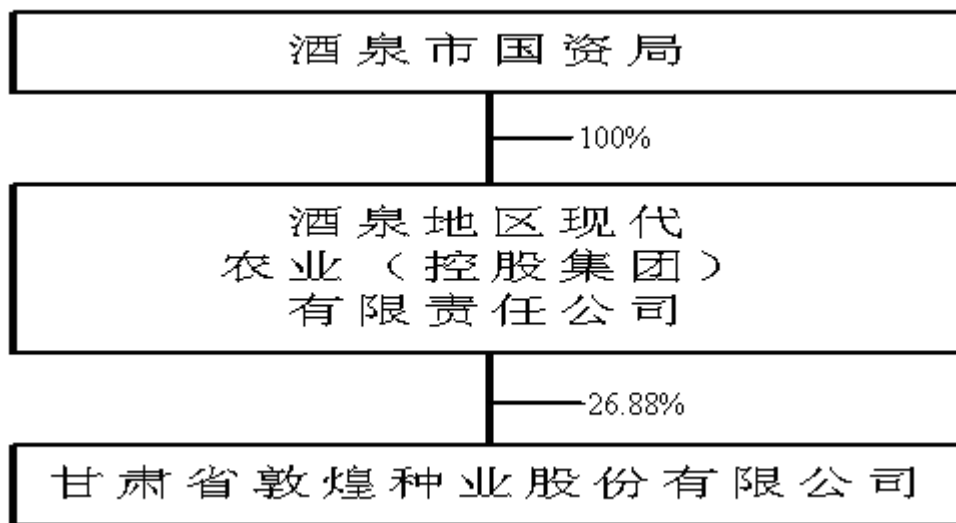 酒泉市国资局
100%
酒泉地区现代
农业（控股集团）
有限责任公司
26.88%
甘肃省敦煌种业股份有限公司